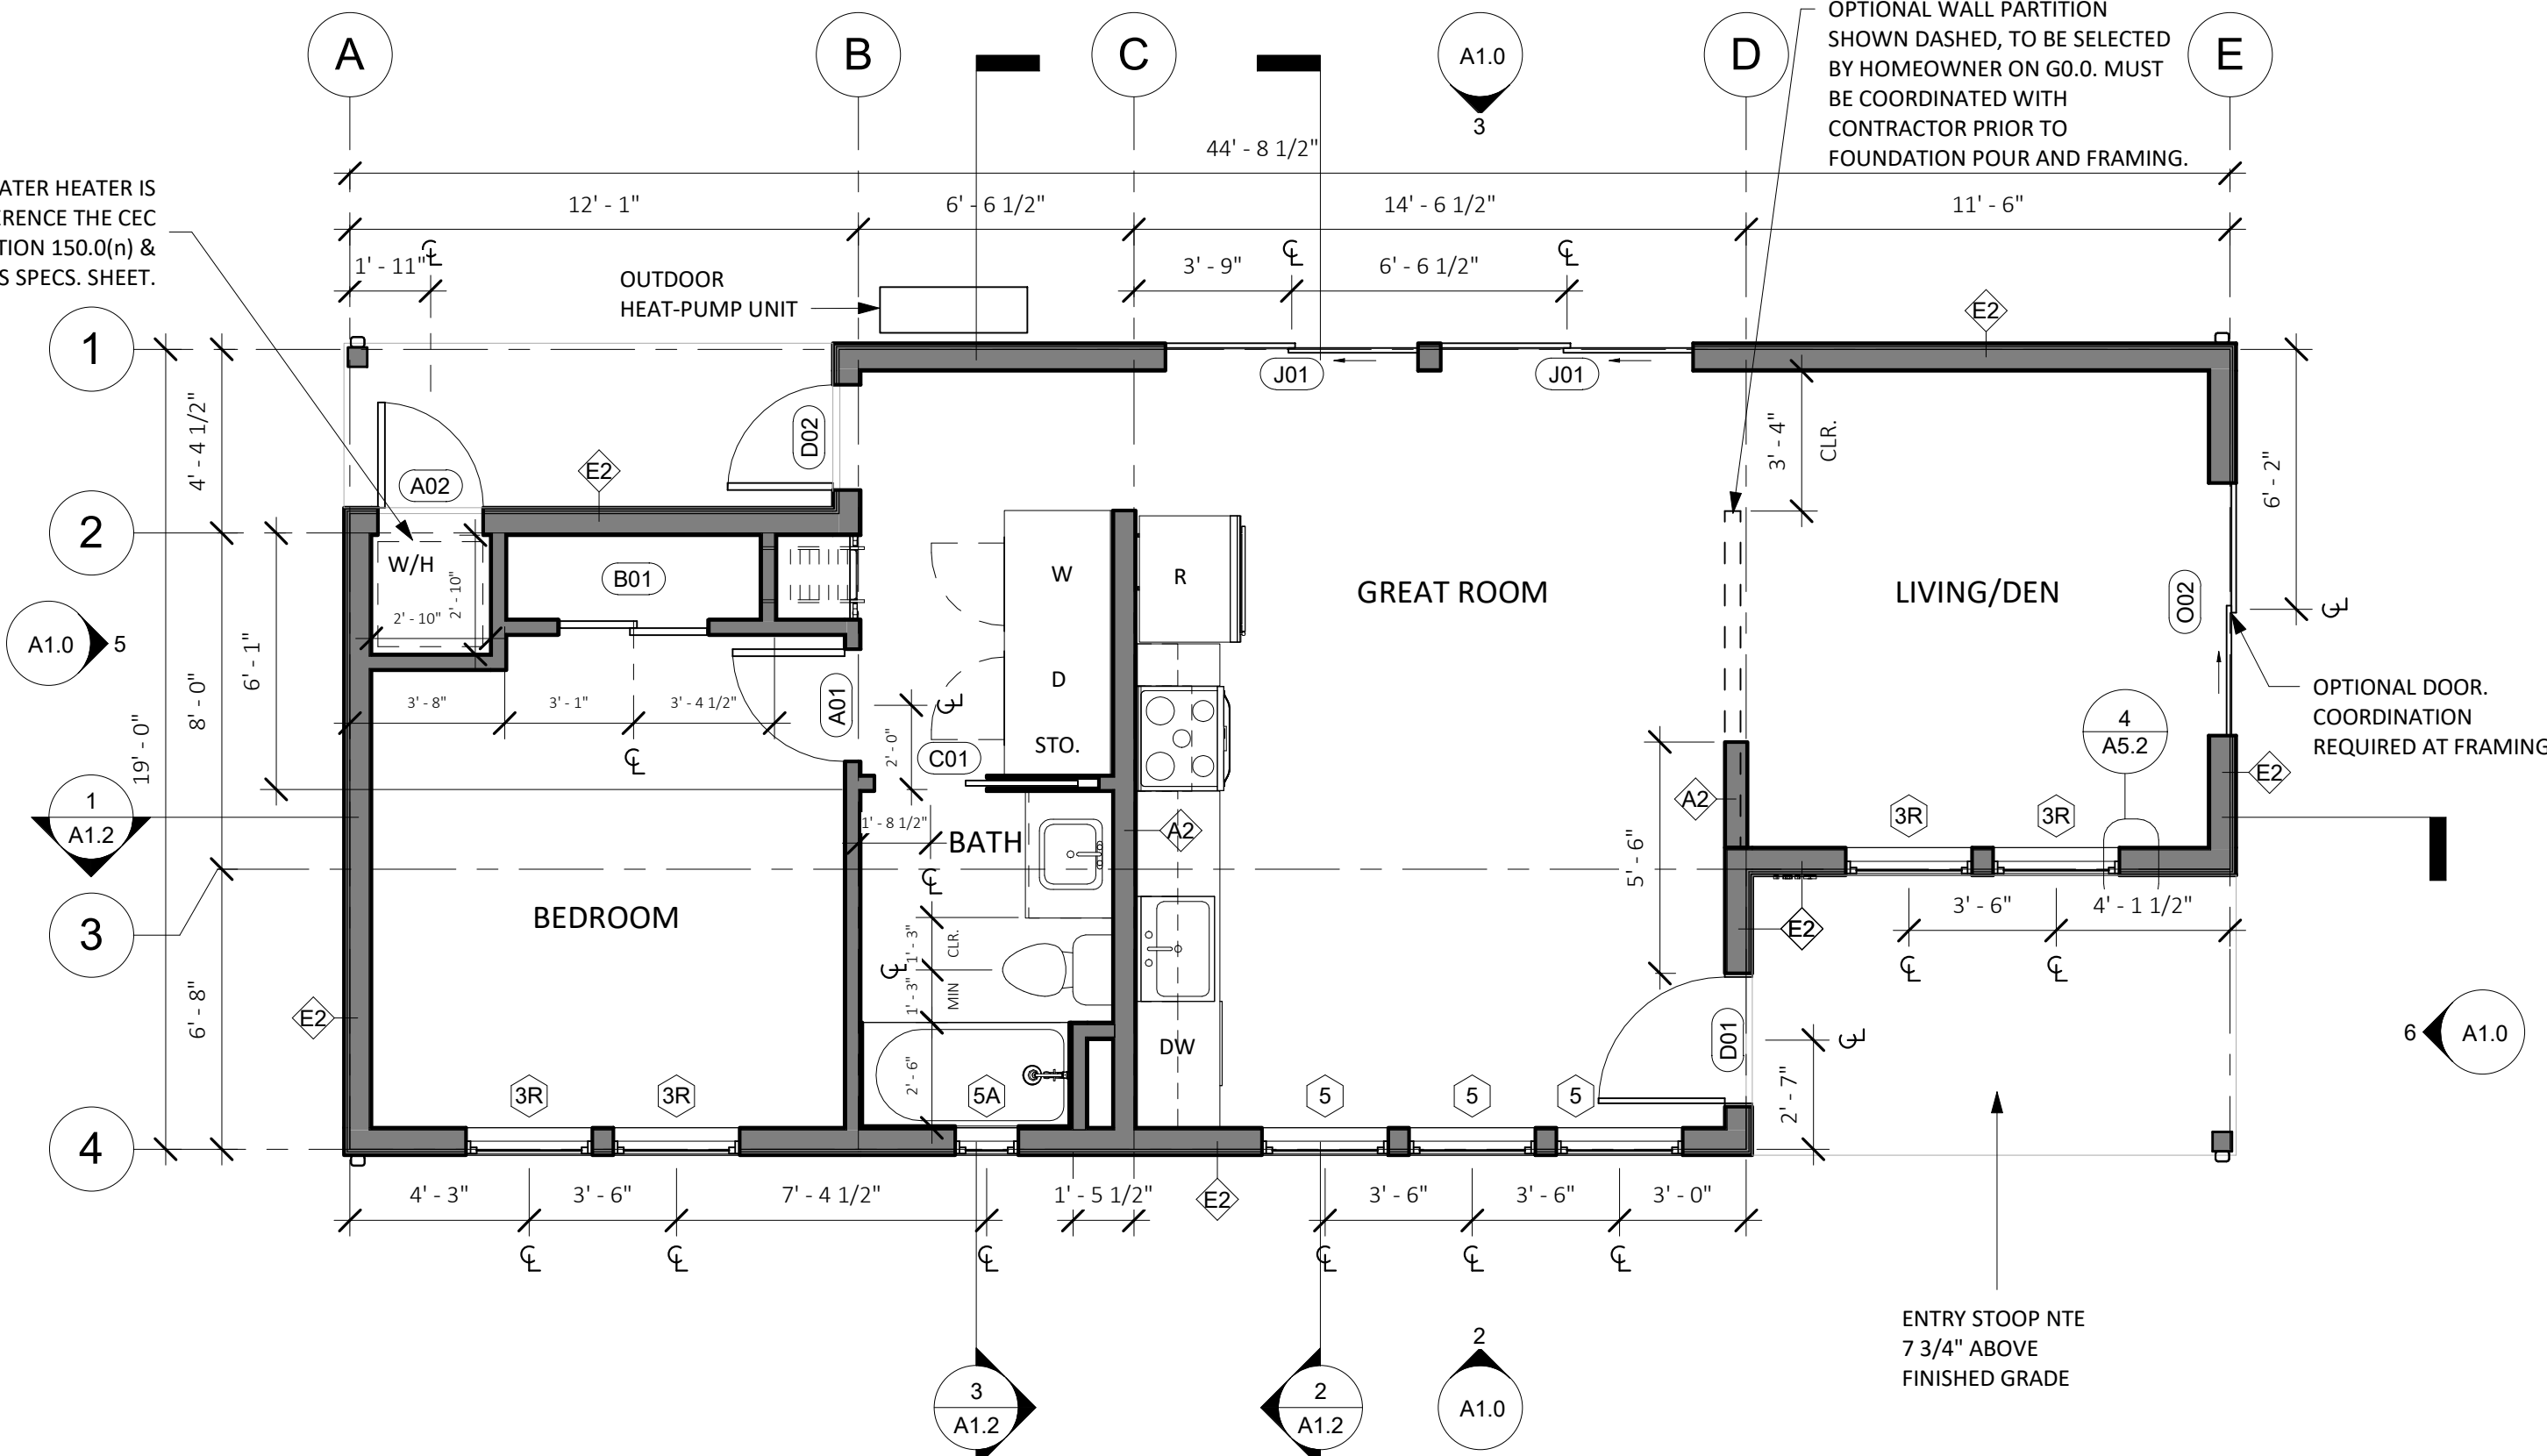 OPTIONAL WALL PARTITION
SHOWN DASHED, TO BE SELECTED
BY HOMEOWNER ON G0.0. MUST
BE COORDINATED WITH
CONTRACTOR PRIOR TO
FOUNDATION POUR AND FRAMING.
A
B
C
A1.0
3
D
E
44' - 8 1/2"
ATER HEATER IS
ERENCE THE CEC
TION 150.0(n) &
S SPECS. SHEET.
12' - 1"
6' - 6 1/2"
14' - 6 1/2"
11' - 6"
1' - 11"
℄
3' - 9"
℄
6' - 6 1/2"
℄
OUTDOOR
HEAT-PUMP UNIT
E2
1
J01
J01
4' - 4 1/2"
D02
3' - 4"
CLR.
6' - 2"
A02
E2
2
W/H
2' - 10"
2' - 10"
B01
W
R
GREAT ROOM
LIVING/DEN
O02
℄
A1.0
5
6' - 1"
8' - 0"
19' - 0"
3' - 8"
3' - 1"
3' - 4 1/2"
℄
A01
℄
2' - 0"
D
STO.
C01
4
A5.2
OPTIONAL DOOR.
COORDINATION
REQUIRED AT FRAMING
E2
1
A1.2
1' - 8 1/2"
BATH
℄
A2
A2
5' - 6"
3R
3R
3' - 6"
4' - 1 1/2"
℄
℄
3
BEDROOM
1' - 3"
CLR.
℄
1' - 3"
MIN
E2
6' - 8"
E2
DW
D01
℄
2' - 7"
6
A1.0
2' - 6"
3R
3R
5A
5
5
5
4
4' - 3"
3' - 6"
7' - 4 1/2"
1' - 5 1/2"
E2
3' - 6"
3' - 6"
3' - 0"
℄
℄
℄
℄
℄
℄
ENTRY STOOP NTE
7 3/4" ABOVE
FINISHED GRADE
3
A1.2
2
A1.2
2
A1.0